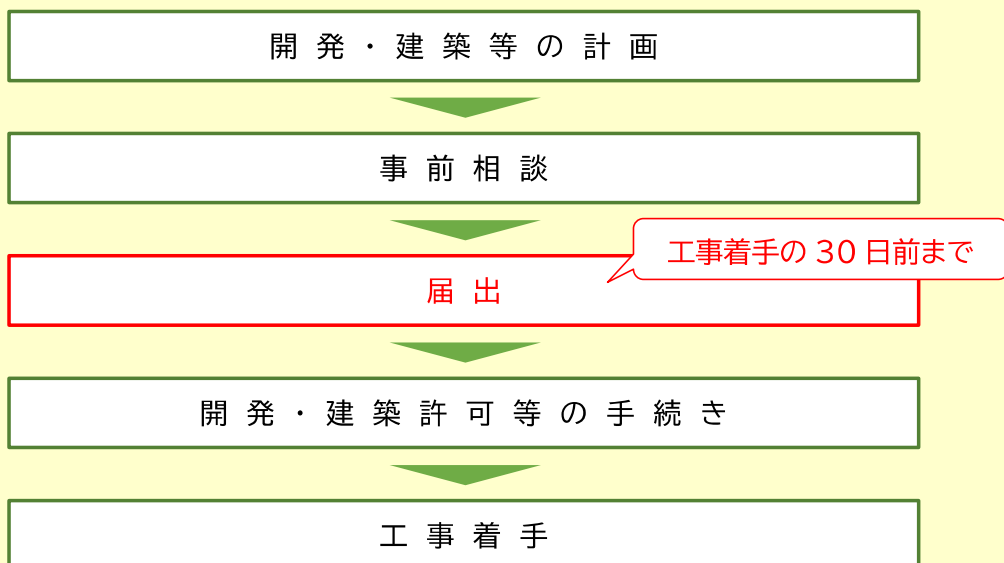 開発・建築等の計画
事前相談
工事着手の30日前まで
届出
開発・建築許可等の手続き
工事着手